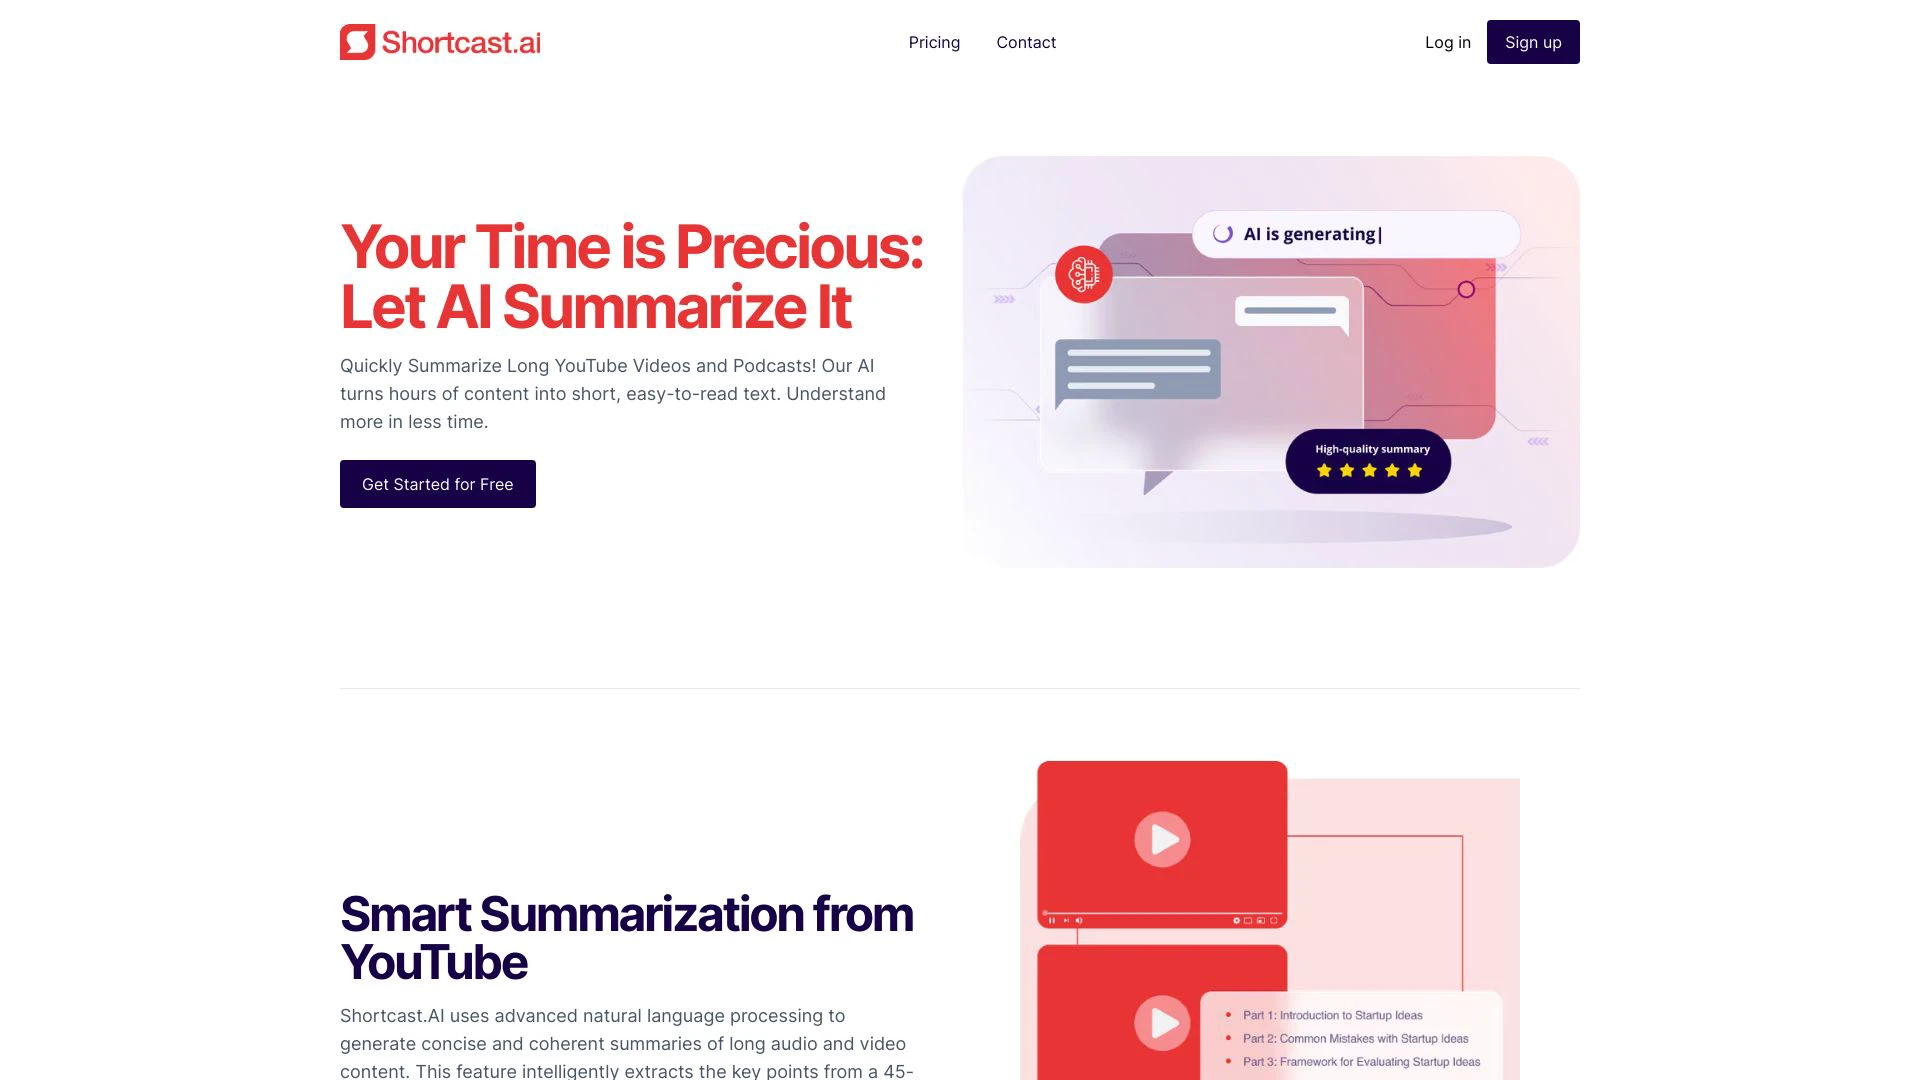 Shortcast.ai
Pricing
Contact
Log in
Sign up
Your Time is Precious:
Let AI Summarize It
Quickly Summarize Long YouTube Videos and Podcasts! Our AI
turns hours of content into short, easy-to-read text. Understand
more in less time.
Get Started for Free
AI is generating|
High-quality summary
Smart Summarization from
YouTube
Shortcast.AI uses advanced natural language processing to
generate concise and coherent summaries of long audio and video
content. This feature intelligently extracts the key points from a 45-
Part 1: Introduction to Startup Ideas
Part 2: Common Mistakes with Startup Ideas
Part 3: Framework for Evaluating Startup Ideas